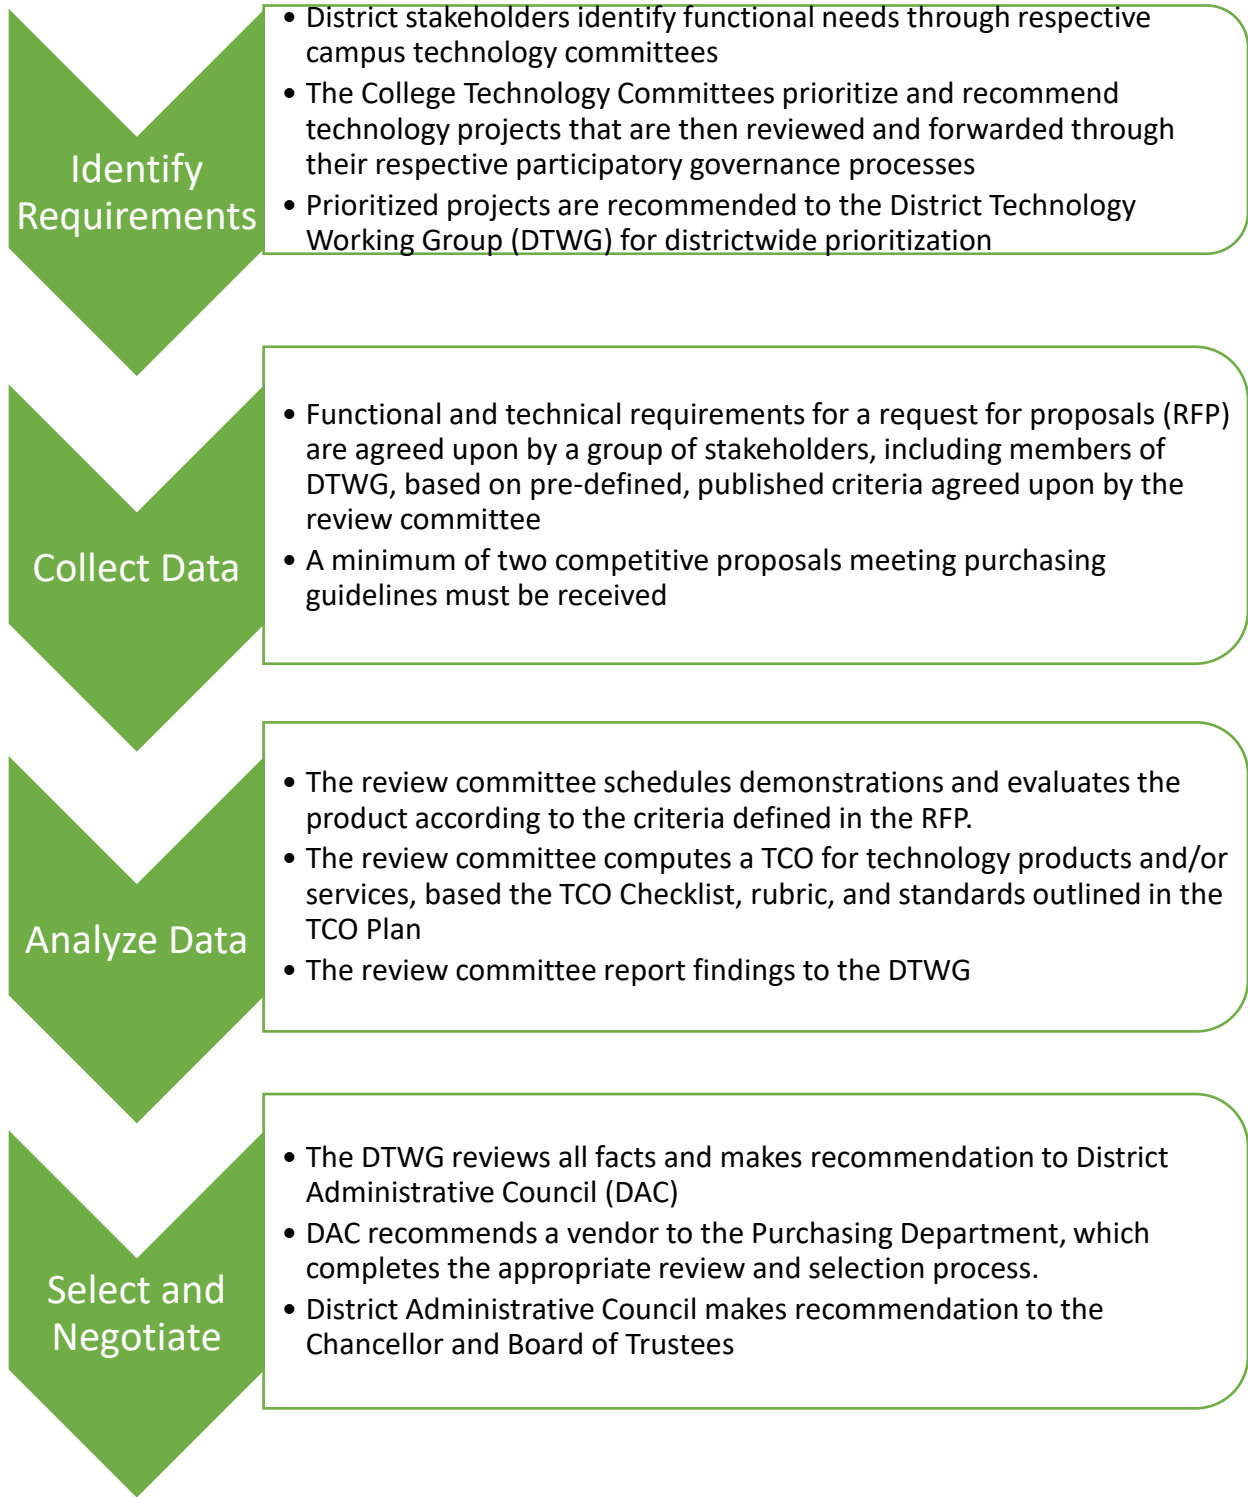 Identify
Requirements
• District stakeholders identify functional needs through respective
campus technology committees
• The College Technology Committees prioritize and recommend
technology projects that are then reviewed and forwarded through
their respective participatory governance processes
• Prioritized projects are recommended to the District Technology
Working Group (DTWG) for districtwide prioritization
Collect Data
• Functional and technical requirements for a request for proposals (RFP)
are agreed upon by a group of stakeholders, including members of
DTWG, based on pre-defined, published criteria agreed upon by the
review committee
• A minimum of two competitive proposals meeting purchasing
guidelines must be received
Analyze Data
• The review committee schedules demonstrations and evaluates the
product according to the criteria defined in the RFP.
• The review committee computes a TCO for technology products and/or
services, based the TCO Checklist, rubric, and standards outlined in the
TCO Plan
• The review committee report findings to the DTWG
Select and
Negotiate
• The DTWG reviews all facts and makes recommendation to District
Administrative Council (DAC)
• DAC recommends a vendor to the Purchasing Department, which
completes the appropriate review and selection process.
• District Administrative Council makes recommendation to the
Chancellor and Board of Trustees